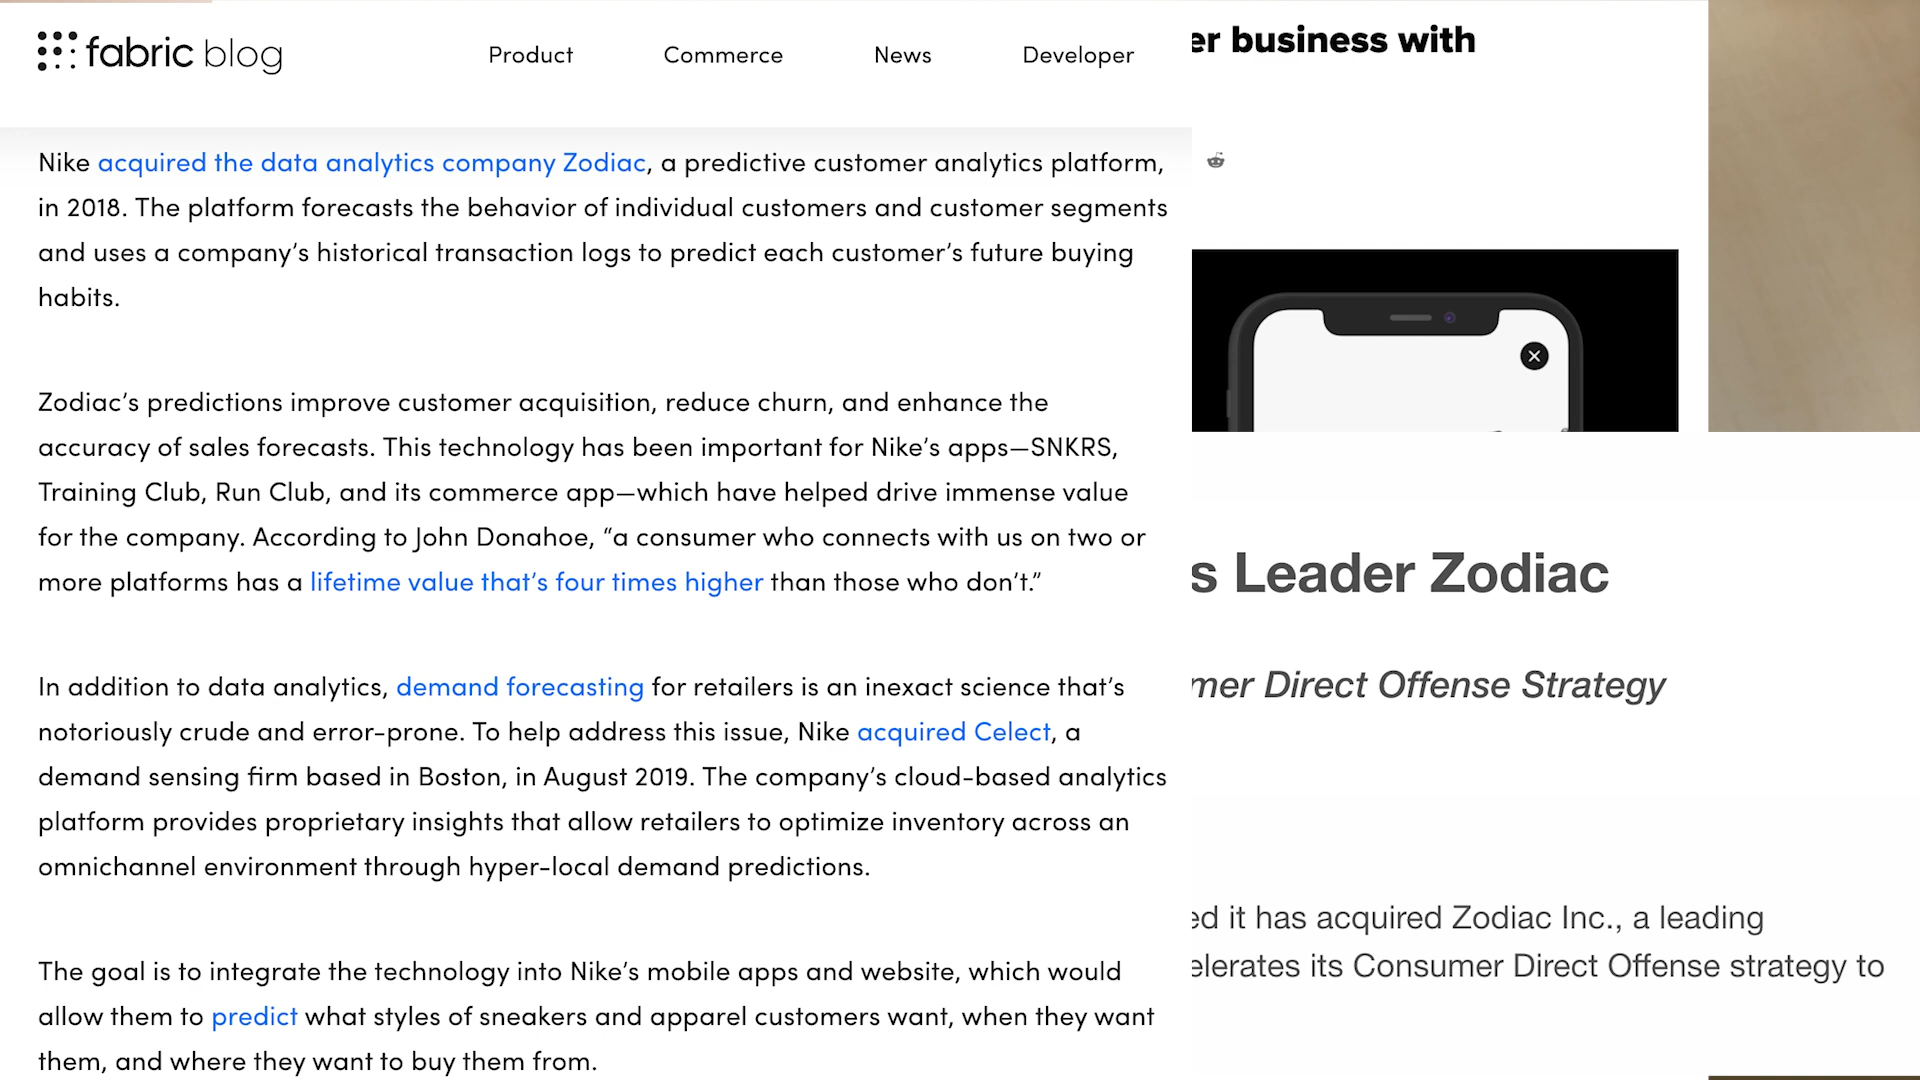 fabric blog
Product Commerce News Developer
Nike acquired the data analytics company Zodiac, a predictive customer analytics platform,
in 2018. The platform forecasts the behavior of individual customers and customer segments
and uses a company’s historical transaction logs to predict each customer’s future buying
habits.
Zodiac’s predictions improve customer acquisition, reduce churn, and enhance the
accuracy of sales forecasts. This technology has been important for Nike’s apps—SNKRS,
Training Club, Run Club, and its commerce app—which have helped drive immense value
for the company. According to John Donahoe, “a consumer who connects with us on two or
more platforms has a lifetime value that’s four times higher than those who don’t.”
In addition to data analytics, demand forecasting for retailers is an inexact science that’s
notoriously crude and error-prone. To help address this issue, Nike acquired Celect, a
demand sensing firm based in Boston, in August 2019. The company’s cloud-based analytics
platform provides proprietary insights that allow retailers to optimize inventory across an
omnichannel environment through hyper-local demand predictions.
The goal is to integrate the technology into Nike’s mobile apps and website, which would
allow them to predict what styles of sneakers and apparel customers want, when they want
them, and where they want to buy them from.
er business with
s Leader Zodiac
mer Direct Offense Strategy
ed it has acquired Zodiac Inc., a leading
elerates its Consumer Direct Offense strategy to